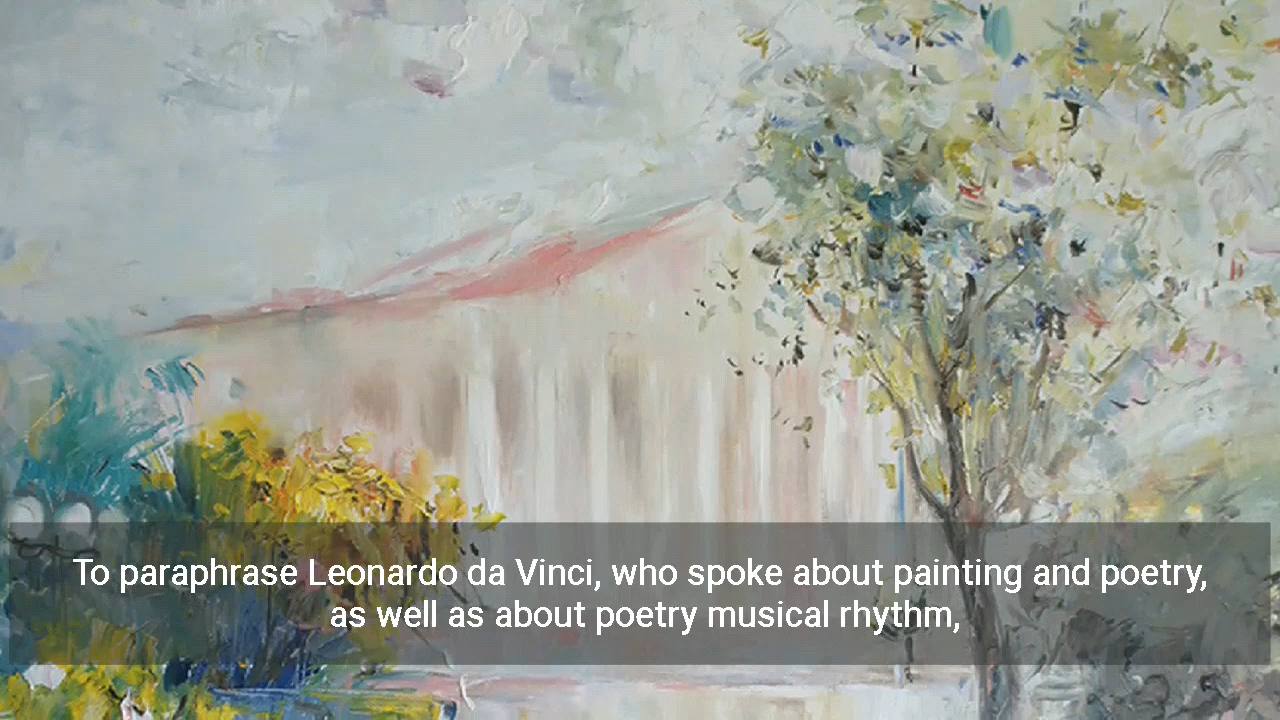 To paraphrase Leonardo da Vinci, who spoke about painting and poetry,
as well as about poetry musical rhythm,